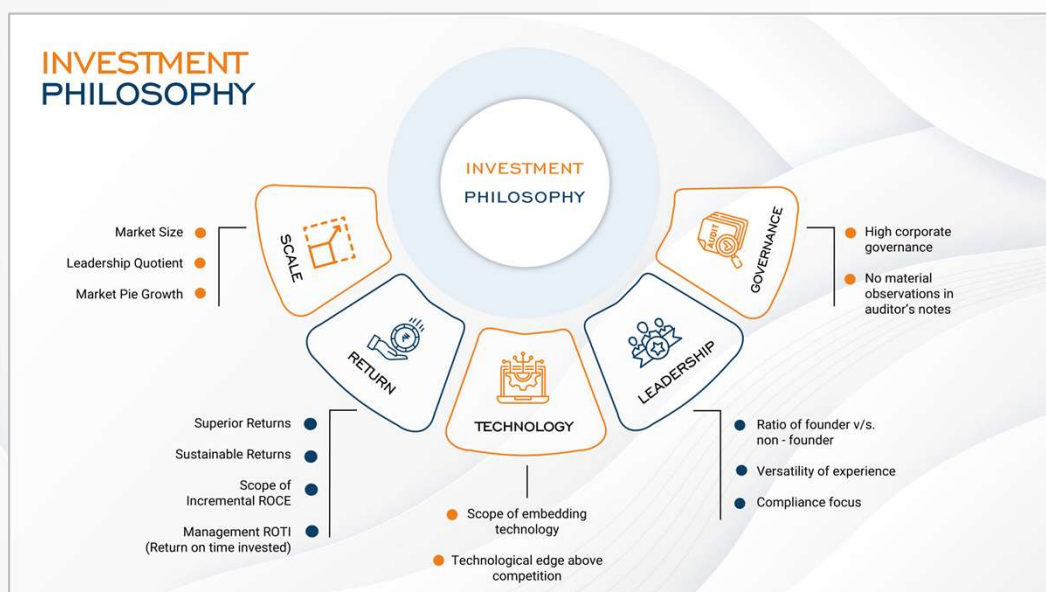 INVESTMENT
PHILOSOPHY
INVESTMENT
PHILOSOPHY
SCALE
Market Size
Leadership Quotient
Market Pie Growth
RETURN
Superior Returns
Sustainable Returns
Scope of
Incremental ROCE
Management ROTI
(Return on time invested)
TECHNOLOGY
Scope of embedding
technology
Technological edge above
competition
LEADERSHIP
Ratio of founder v/s.
non - founder
Versatility of experience
Compliance focus
AUDIT
GOVERNANCE
High corporate
governance
No material
observations in
auditor's notes